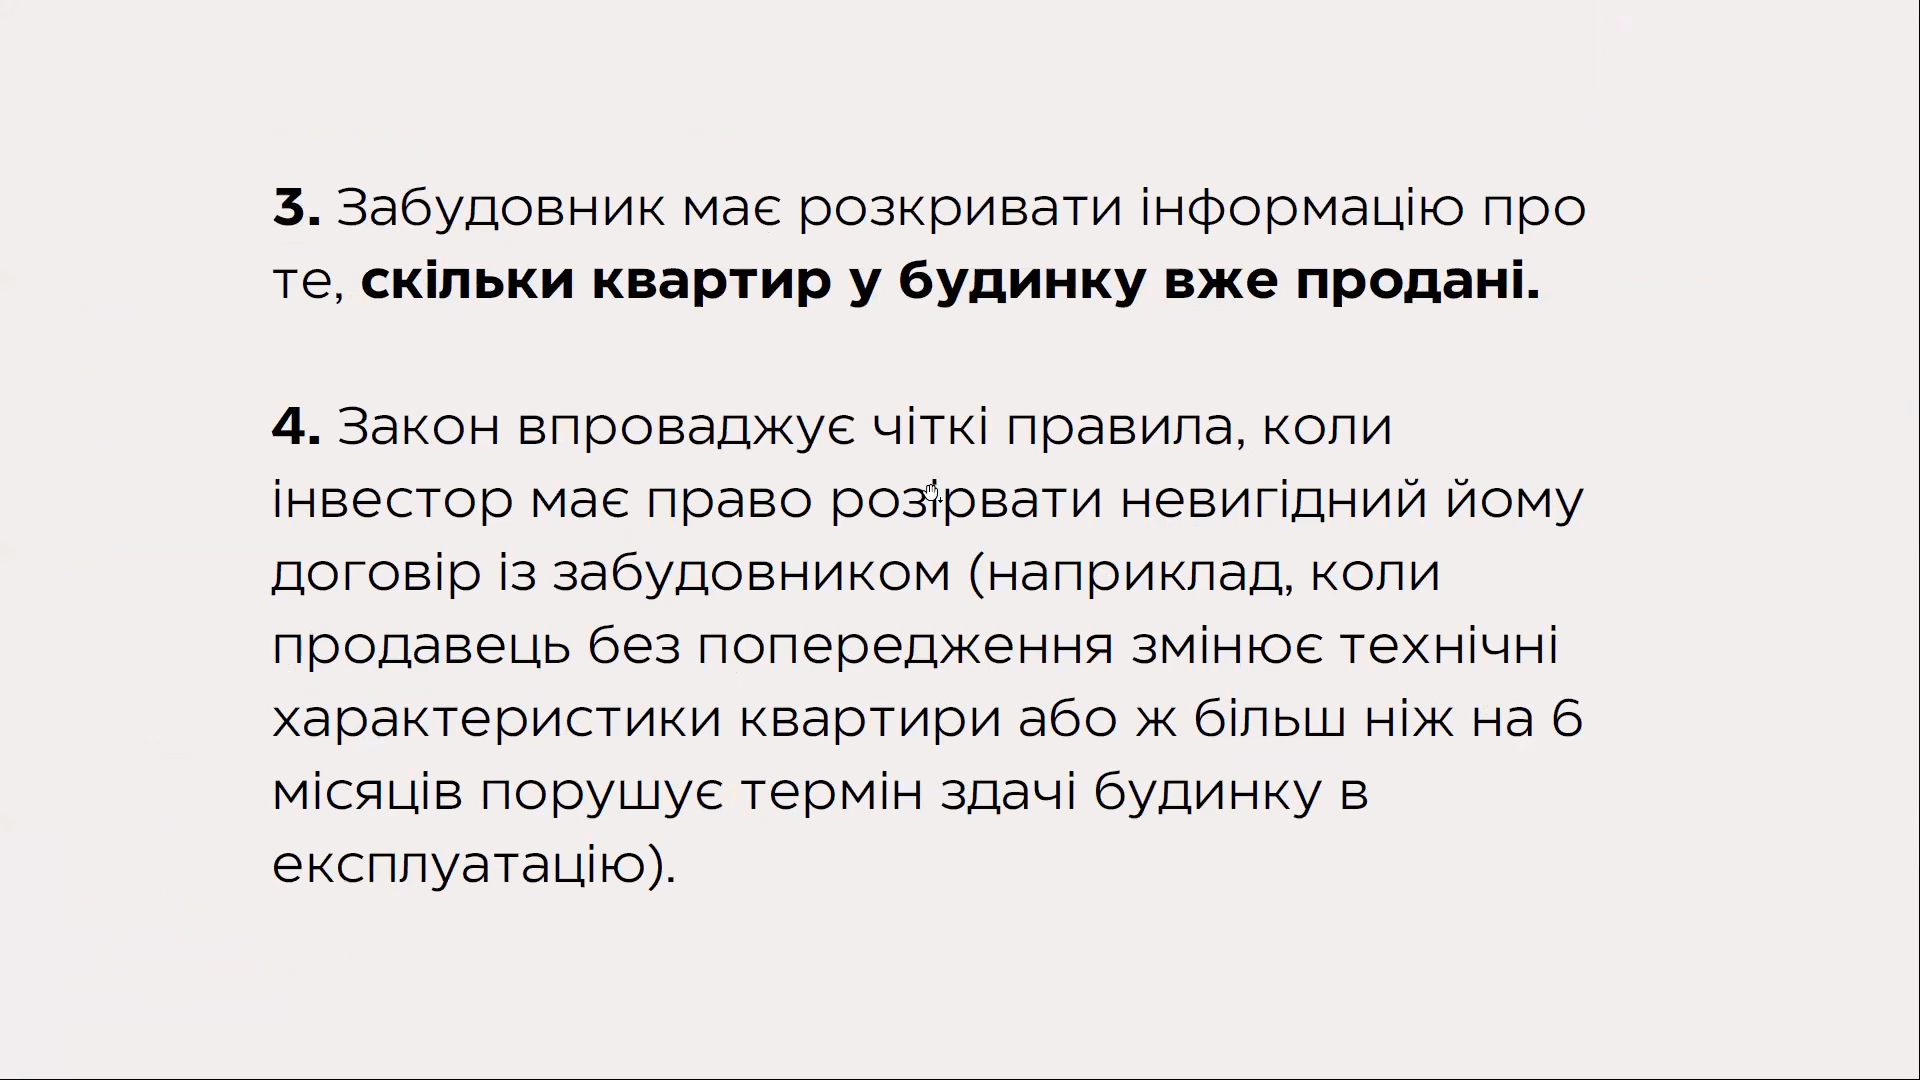 3. Забудовник має розкривати інформацію про
те, скільки квартир у будинку вже продані.
4. Закон впроваджує чіткі правила, коли
інвестор має право розірвати невигідний йому
договір із забудовником (наприклад, коли
продавець без попередження змінює технічні
характеристики квартири або ж більш ніж на 6
місяців порушує термін здачі будинку в
експлуатацію).